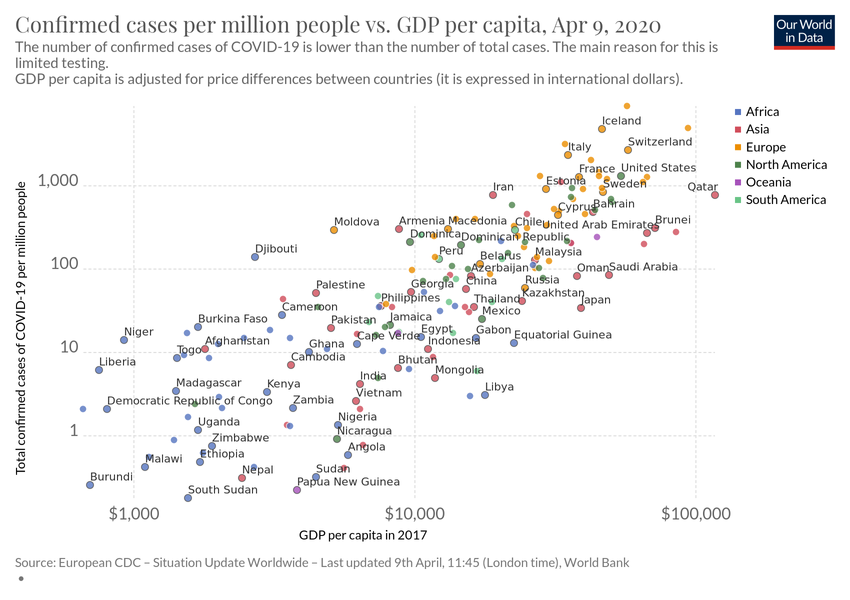 Confirmed cases per million people vs. GDP per capita, Apr 9, 2020
Our World
in Data
The number of confirmed cases of COVID-19 is lower than the number of total cases. The main reason for this is
limited testing.
GDP per capita is adjusted for price differences between countries (it is expressed in international dollars).
Africa
Asia
Europe
North America
Oceania
South America
Total confirmed cases of COVID-19 per million people
1,000
100
10
1
Iceland
Switzerland
Italy
France
United States
Estonia
Sweden
Iran
Qatar
Cyprus
Bahrain
Moldova
Armenia
Macedonia
Chile
United Arab Emirates
Brunei
Dominica
Dominican Republic
Djibouti
Peru
Belarus
Malaysia
Azerbaijan
Oman
Saudi Arabia
Palestine
Georgia
China
Russia
Kazakhstan
Philippines
Thailand
Japan
Cameroon
Jamaica
Mexico
Burkina Faso
Pakistan
Niger
Cape Verde
Egypt
Gabon
Equatorial Guinea
Afghanistan
Togo
Ghana
Indonesia
Liberia
Cambodia
Bhutan
Mongolia
India
Madagascar
Kenya
Vietnam
Libya
Democratic Republic of Congo
Zambia
Uganda
Nigeria
Nicaragua
Zimbabwe
Angola
Malawi
Ethiopia
Nepal
Sudan
Burundi
South Sudan
Papua New Guinea
$1,000
$10,000
$100,000
GDP per capita in 2017
Source: European CDC – Situation Update Worldwide – Last updated 9th April, 11:45 (London time), World Bank